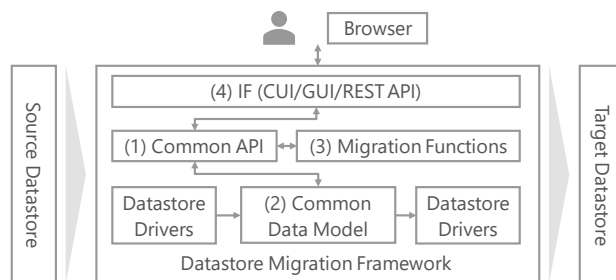 Browser
Source Datastore
(4) IF (CUI/GUI/REST API)
(1) Common API
(3) Migration Functions
Datastore
Drivers
(2) Common
Data Model
Datastore
Drivers
Datastore Migration Framework
Target Datastore